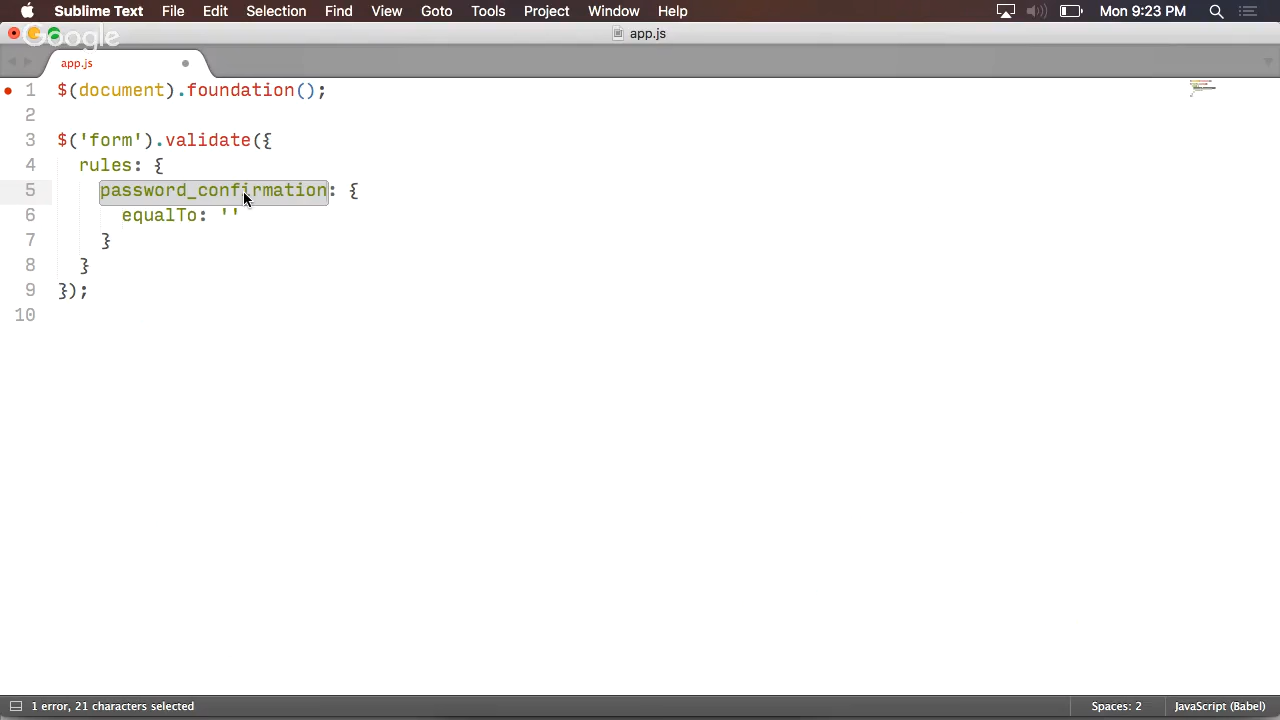 Sublime Text File Edit Selection Find View Goto Tools Project Window Help Mon 9:23 PM
Google
app.js
app.js
1 $(document).foundation();
2
3 $('form').validate({
4 rules: {
5 password_confirmation: {
6 equalTo: ''
7 }
8 }
9 });
10
1 error, 21 characters selected Spaces: 2 JavaScript (Babel)